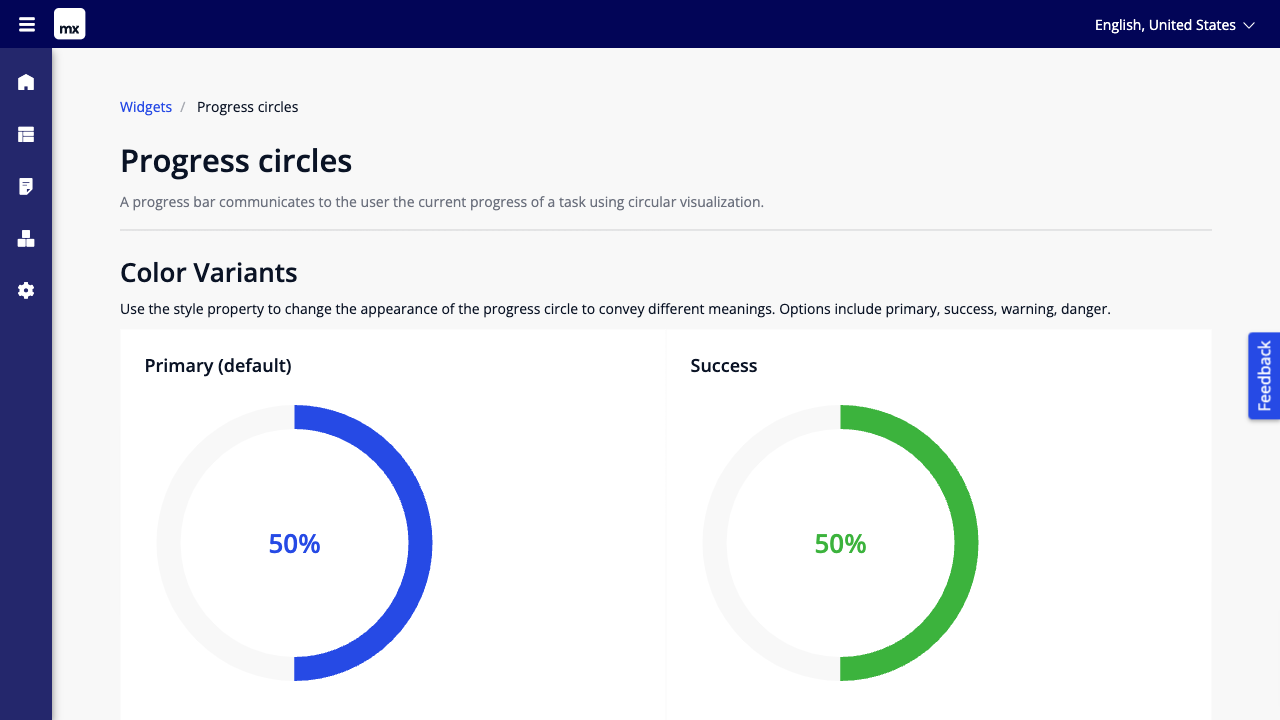 mx
English, United States
Widgets / Progress circles
Progress circles
A progress bar communicates to the user the current progress of a task using circular visualization.
Color Variants
Use the style property to change the appearance of the progress circle to convey different meanings. Options include primary, success, warning, danger.
Primary (default)
Success
50%
50%
Feedback